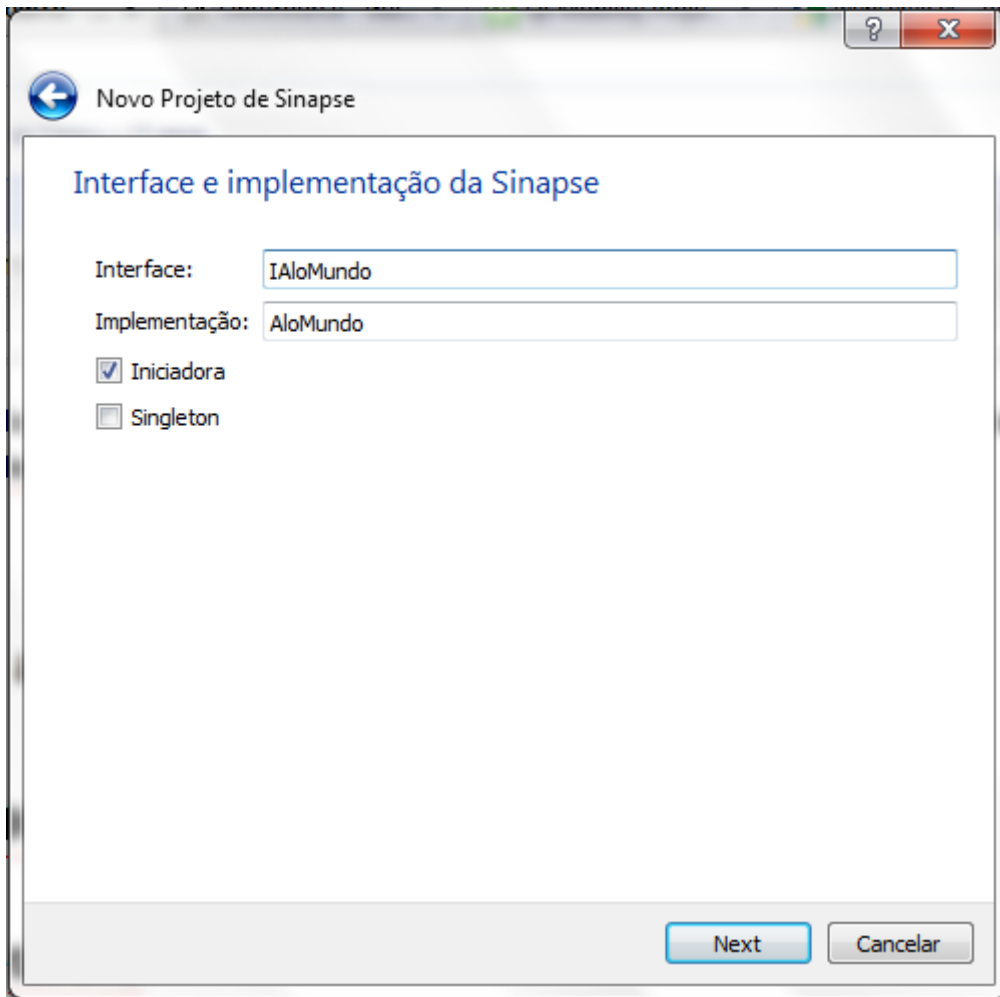 Novo Projeto de Sinapse
Interface e implementação da Sinapse
Interface: IAloMundo
Implementação: AloMundo
Iniciadora
Singleton
Next Cancelar